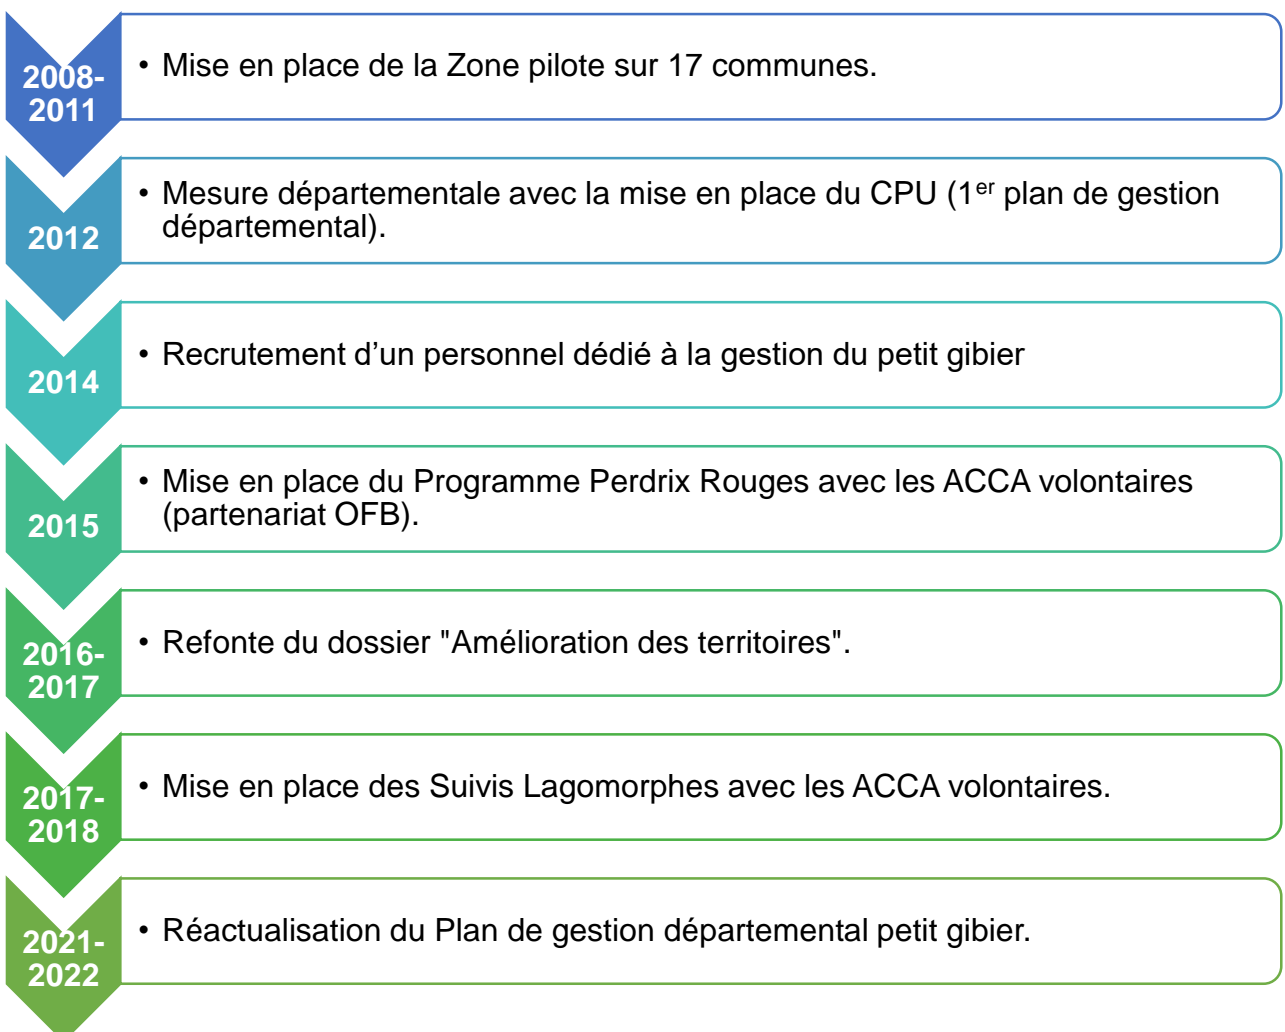 2008-
2011
• Mise en place de la Zone pilote sur 17 communes.
2012
• Mesure départementale avec la mise en place du CPU (1er plan de gestion
départemental).
2014
• Recrutement d’un personnel dédié à la gestion du petit gibier
2015
• Mise en place du Programme Perdrix Rouges avec les ACCA volontaires
(partenariat OFB).
2016-
2017
• Refonte du dossier "Amélioration des territoires".
2017-
2018
• Mise en place des Suivis Lagomorphes avec les ACCA volontaires.
2021-
2022
• Réactualisation du Plan de gestion départemental petit gibier.